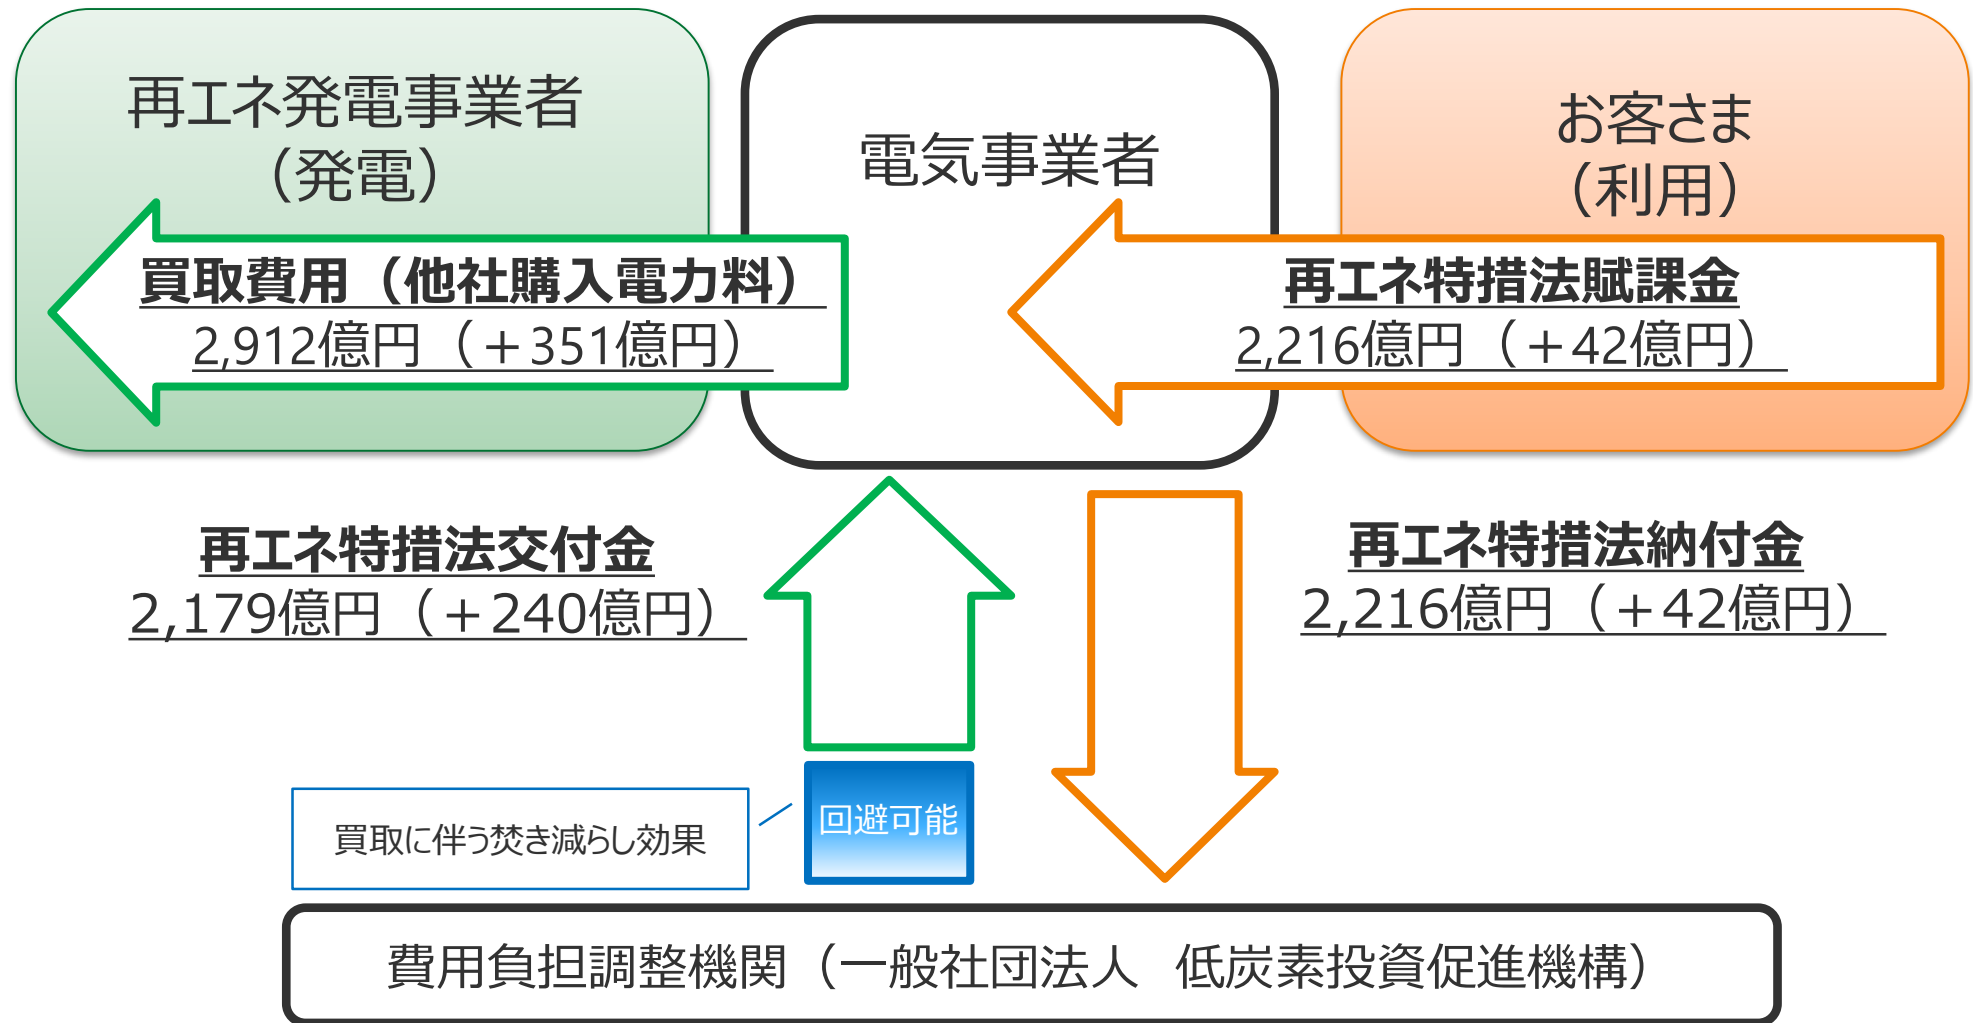 再エネ発電事業者
（発電）
電気事業者
お客さま
（利用）
買取費用（他社購入電力料）
2,912億円（＋351億円）
再エネ特措法賦課金
2,216億円（＋42億円）
再エネ特措法交付金
2,179億円（＋240億円）
再エネ特措法納付金
2,216億円（＋42億円）
回避可能
買取に伴う焚き減らし効果
費用負担調整機関（一般社団法人　低炭素投資促進機構）